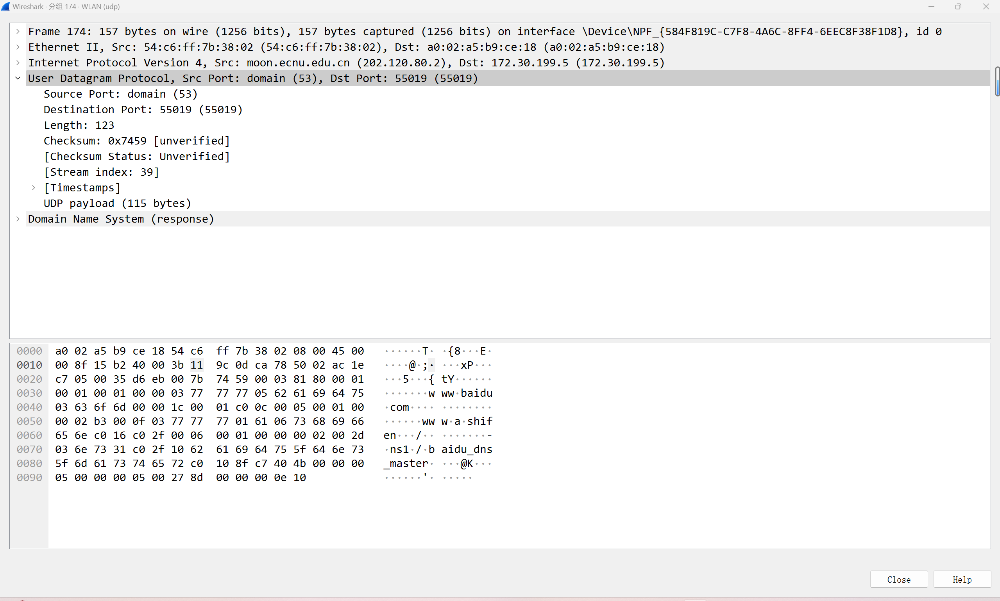 Wireshark · 分组 174 · WLAN (udp)
Frame 174: 157 bytes on wire (1256 bits), 157 bytes captured (1256 bits) on interface \Device\NPF_{584F819C-C7F8-4A6C-8FF4-6EEC8F38F1D8}, id 0
Ethernet II, Src: 54:c6:ff:7b:38:02 (54:c6:ff:7b:38:02), Dst: a0:02:a5:b9:ce:18 (a0:02:a5:b9:ce:18)
Internet Protocol Version 4, Src: moon.ecnu.edu.cn (202.120.80.2), Dst: 172.30.199.5 (172.30.199.5)
User Datagram Protocol, Src Port: domain (53), Dst Port: 55019 (55019)
Source Port: domain (53)
Destination Port: 55019 (55019)
Length: 123
Checksum: 0x7459 [unverified]
[Checksum Status: Unverified]
[Stream index: 39]
[Timestamps]
UDP payload (115 bytes)
Domain Name System (response)
0000 a0 02 a5 b9 ce 18 54 c6 ff 7b 38 02 08 00 45 00 ······T· ·{8···E·
0010 00 8f 15 b2 40 00 3b 11 9c 0d ca 78 50 02 ac 1e ····@·;· ···xP···
0020 c7 05 00 35 d6 eb 00 7b 74 59 00 03 81 80 00 01 ···5···{ tY······
0030 00 01 00 01 00 00 03 77 77 77 05 62 61 69 64 75 ·······w ww·baidu
0040 03 63 6f 6d 00 00 1c 00 01 c0 0c 00 05 00 01 00 ·com···· ········
0050 00 02 b3 00 0f 03 77 77 77 01 61 06 73 68 69 66 ······ww w·a·shif
0060 65 6e c0 16 c0 2f 00 06 00 01 00 00 00 02 00 2d en···/·· ·······-
0070 03 6e 73 31 c0 2f 10 62 61 69 64 75 5f 64 6e 73 ·ns1·/·b aidu_dns
0080 5f 6d 61 73 74 65 72 c0 10 8f c7 40 4b 00 00 00 _master· ···@K···
0090 05 00 00 00 05 00 27 8d 00 00 00 0e 10 ······'· ·····
Close Help